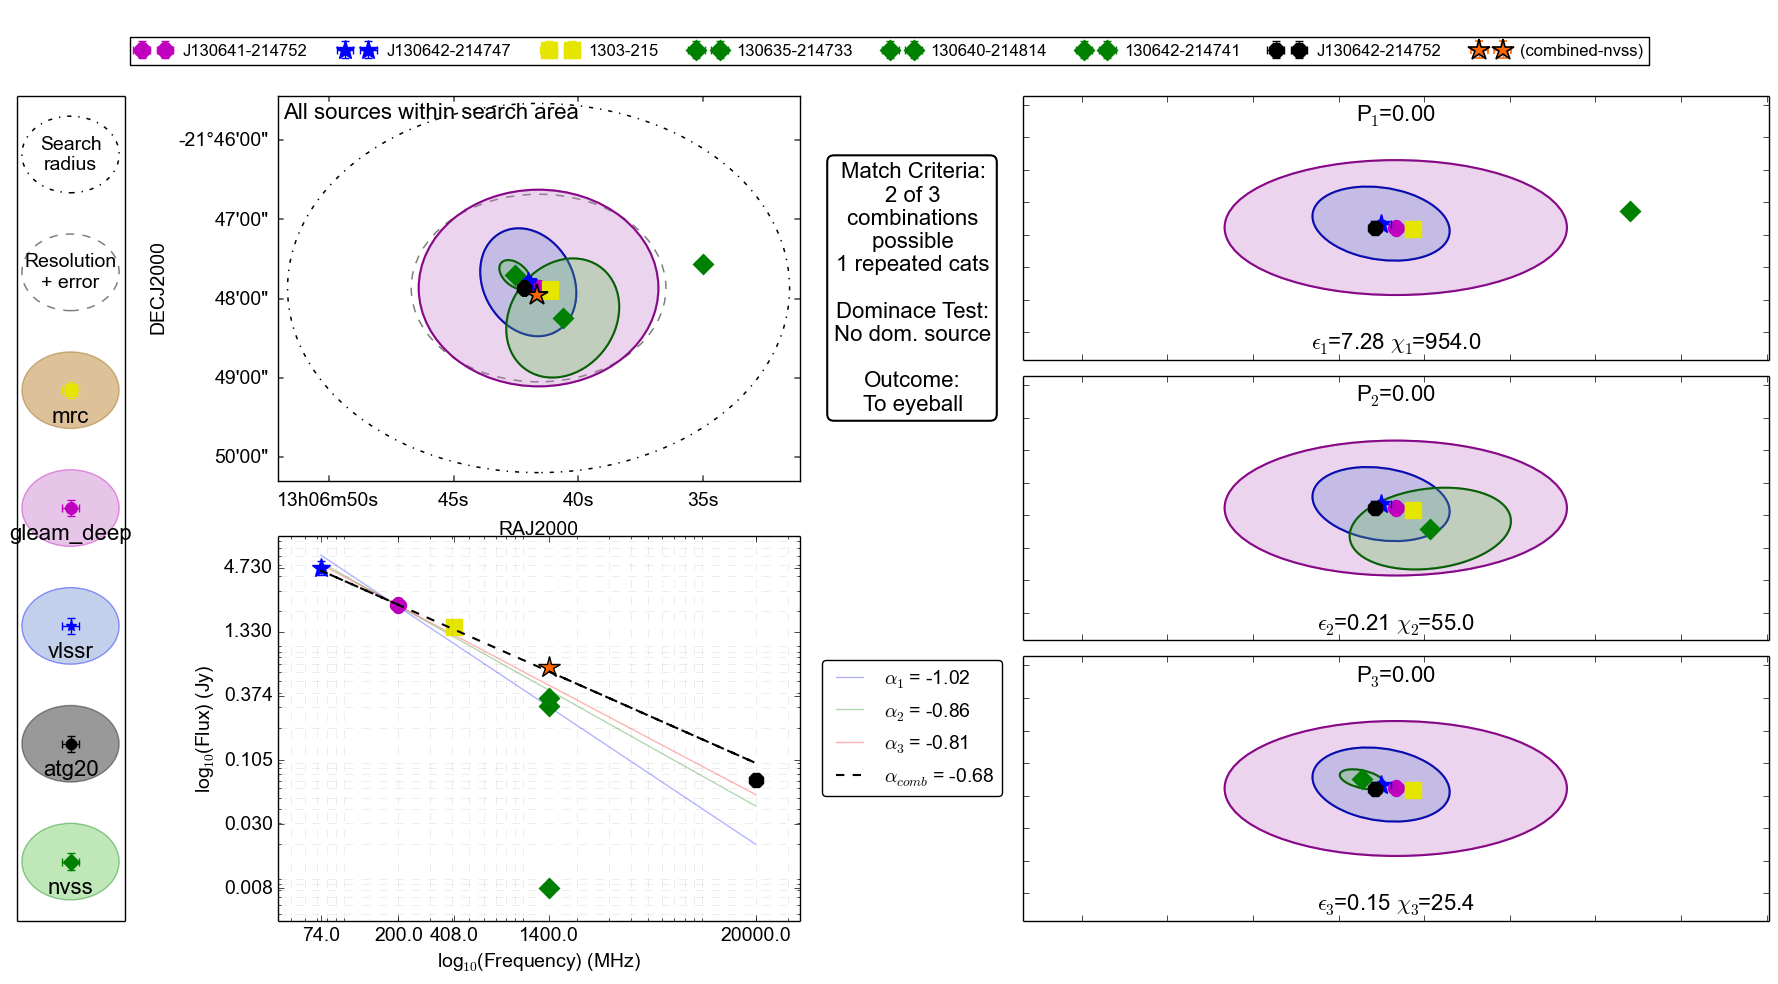 J130641-214752 J130642-214747 1303-215 130635-214733 130640-214814 130642-214741 J130642-214752 (combined-nvss)
Search
radius
Resolution
+ error
mrc
gleam_deep
vlssr
atg20
nvss
All sources within search area
DECJ2000
-21°46'00"
47'00"
48'00"
49'00"
50'00"
13h06m50s 45s 40s 35s
RAJ2000
log10(Flux) (Jy)
4.730
1.330
0.374
0.105
0.030
0.008
74.0 200.0 408.0 1400.0 20000.0
log10(Frequency) (MHz)
Match Criteria:
2 of 3
combinations
possible
1 repeated cats
Dominace Test:
No dom. source
Outcome:
To eyeball
α1 = -1.02
α2 = -0.86
α3 = -0.81
αcomb = -0.68
P1=0.00
ϵ1=7.28 χ1=954.0
P2=0.00
ϵ2=0.21 χ2=55.0
P3=0.00
ϵ3=0.15 χ3=25.4